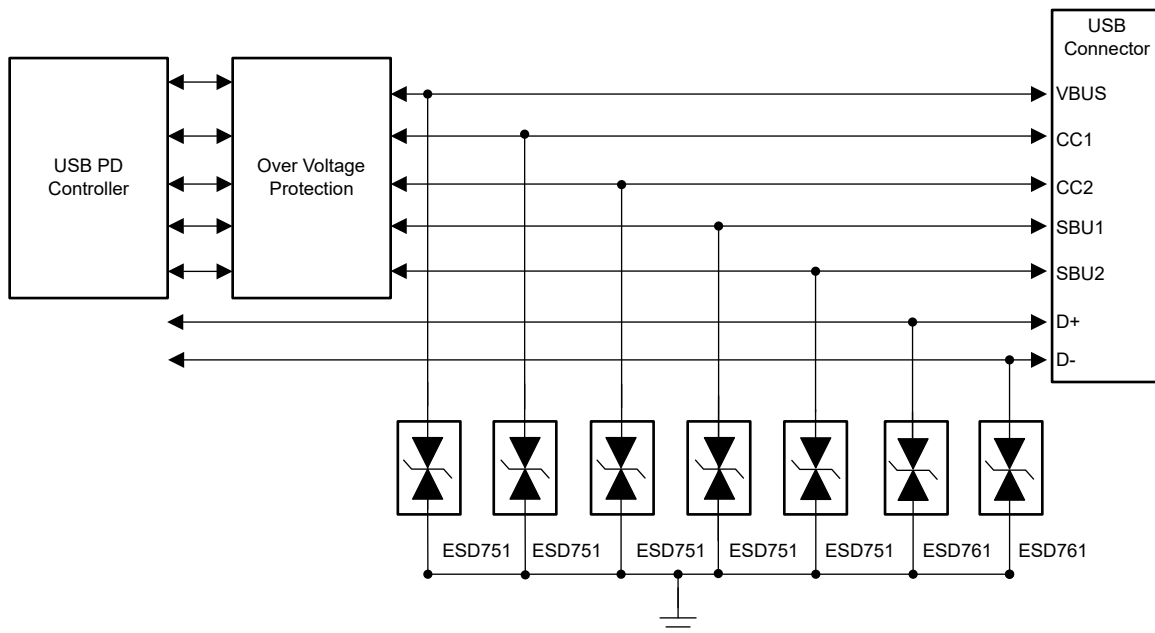 USB
Connector
USB PD
Controller
Over Voltage
Protection
VBUS
CC1
CC2
SBU1
SBU2
D+
D-
ESD751 ESD751 ESD751 ESD751 ESD751 ESD761 ESD761